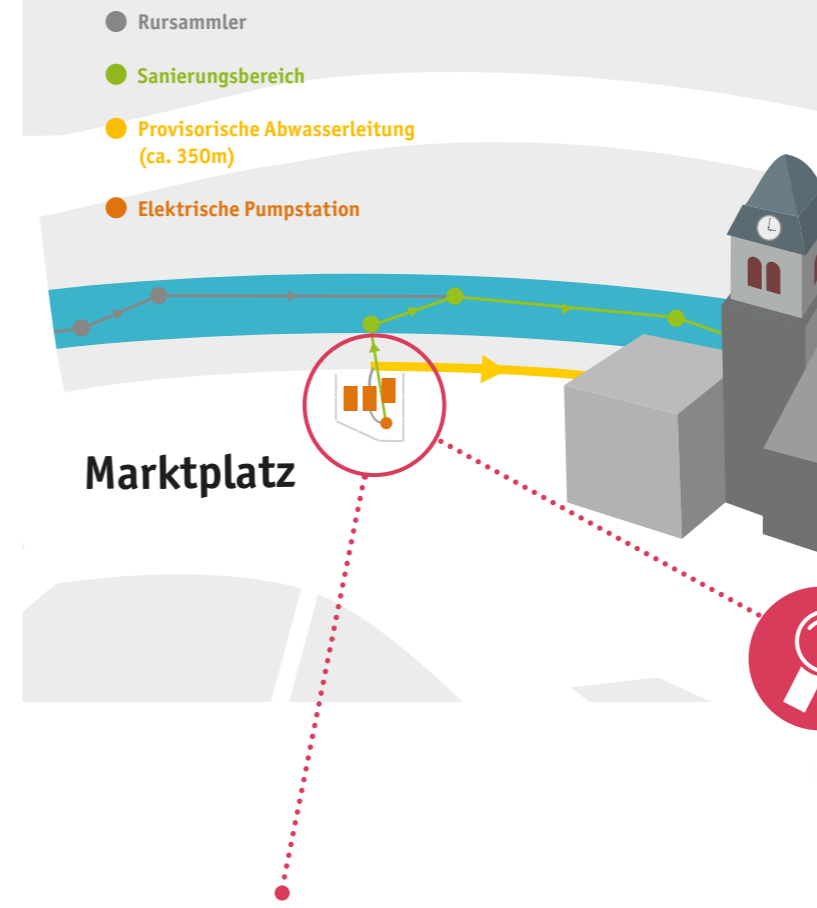 Rursammler
Sanierungsbereich
Provisorische Abwasserleitung
(ca. 350m)
Elektrische Pumpstation
Marktplatz